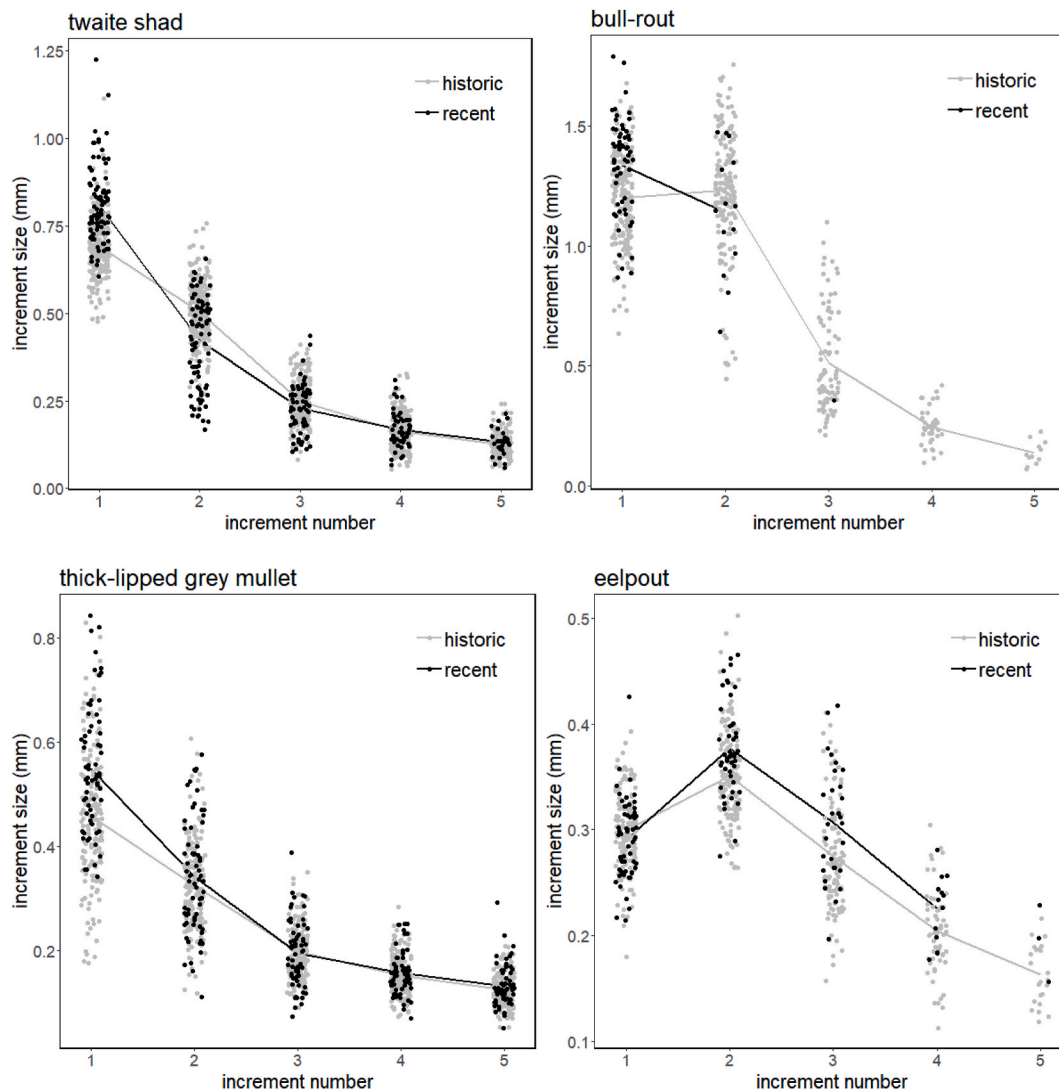 twaite shad
1.25
1.00
0.75
0.50
0.25
0.00
increment size (mm)
historic
recent
1 2 3 4 5
increment number
bull-rout
1.5
1.0
0.5
0.0
increment size (mm)
historic
recent
1 2 3 4 5
increment number
thick-lipped grey mullet
0.8
0.6
0.4
0.2
increment size (mm)
historic
recent
1 2 3 4 5
increment number
eelpout
0.5
0.4
0.3
0.2
0.1
increment size (mm)
historic
recent
1 2 3 4 5
increment number